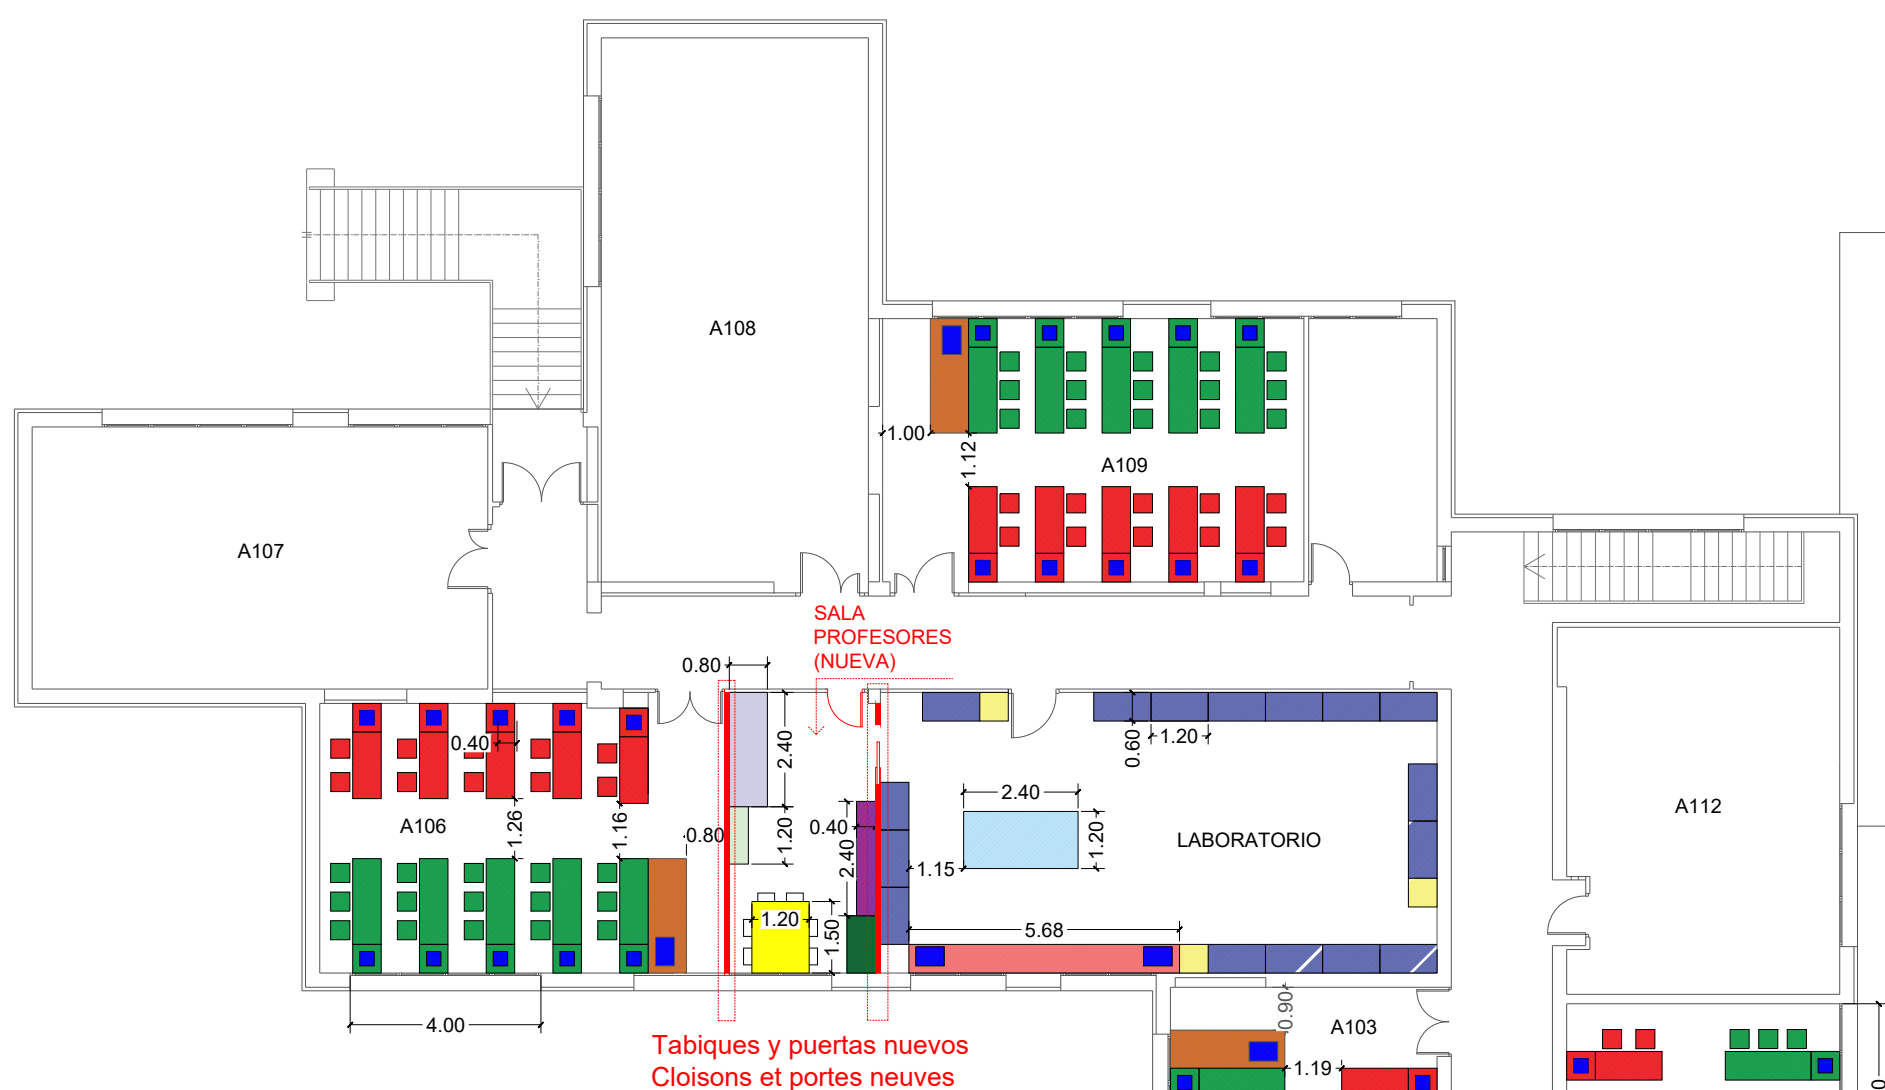 A108
1.00
1.12
A109
A107
SALA
PROFESORES
(NUEVA)
0.80
0.40
2.40
0.60
1.20
2.40
A112
A106
1.26
1.16
0.80
1.20
0.40
2.40
1.15
1.20
LABORATORIO
1.20
1.50
5.68
4.00
0.90
A103
Tabiques y puertas nuevos
Cloisons et portes neuves
1.19